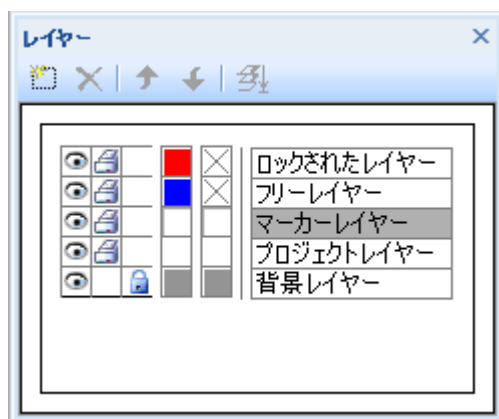 レイヤー
ロックされたレイヤー
フリーレイヤー
マーカーレイヤー
プロジェクトレイヤー
背景レイヤー